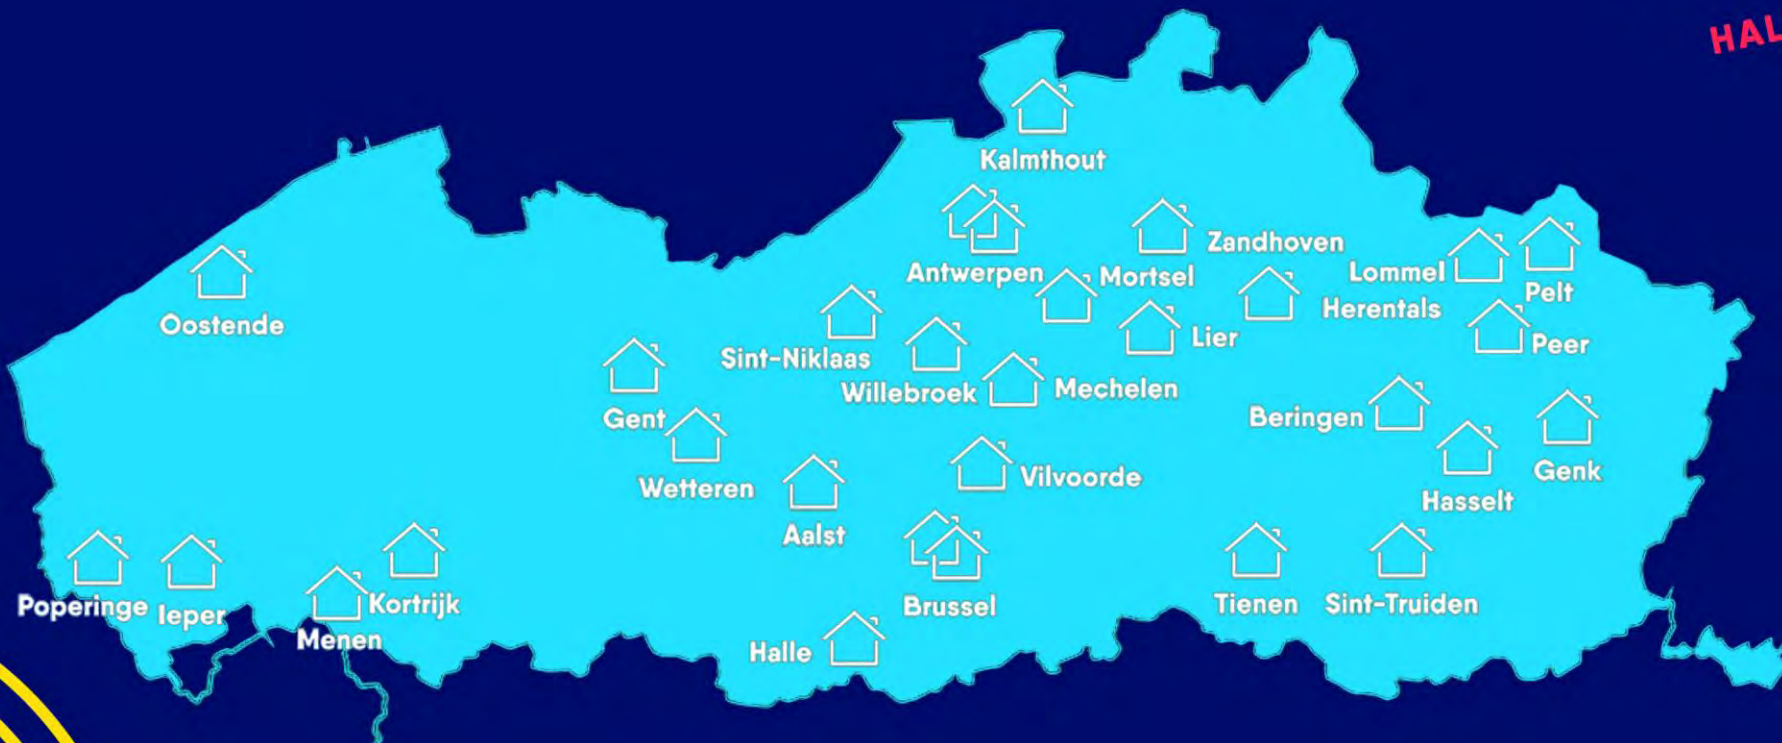 HAL
Kalmthout
Zandhoven
Antwerpen
Mortsel
Lommel
Pelt
Herentals
Oostende
Lier
Peer
Sint-Niklaas
Willebroek
Mechelen
Gent
Beringen
Genk
Vilvoorde
Wetteren
Hasselt
Aalst
Poperinge
Ieper
Kortrijk
Menen
Brussel
Tienen
Sint-Truiden
Halle